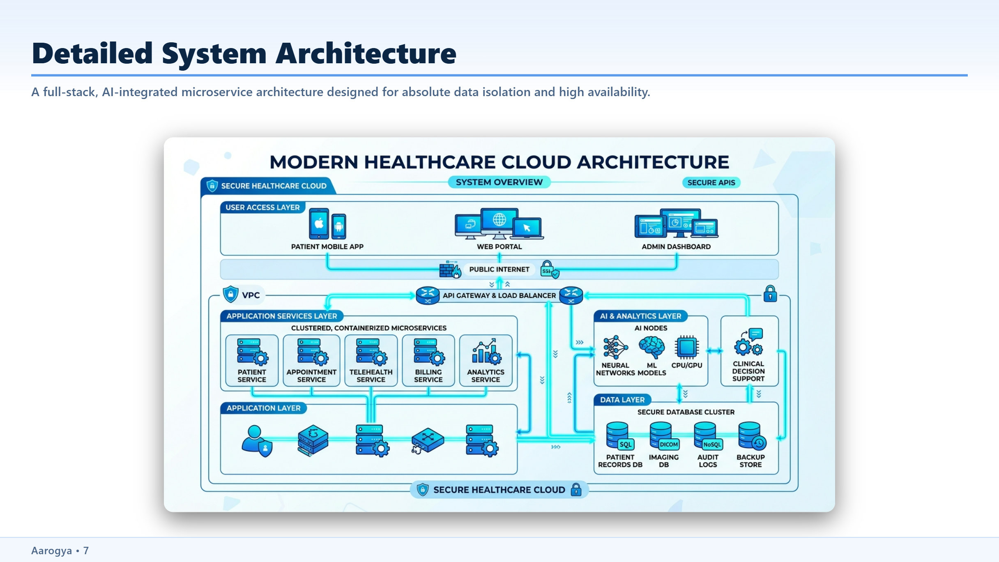 Detailed System Architecture
A full-stack, AI-integrated microservice architecture designed for absolute data isolation and high availability.
MODERN HEALTHCARE CLOUD ARCHITECTURE
SECURE HEALTHCARE CLOUD
SYSTEM OVERVIEW
SECURE APIS
USER ACCESS LAYER
PATIENT MOBILE APP
WEB PORTAL
ADMIN DASHBOARD
PUBLIC INTERNET
SSL
VPC
API GATEWAY & LOAD BALANCER
APPLICATION SERVICES LAYER
CLUSTERED, CONTAINERIZED MICROSERVICES
PATIENT
SERVICE
APPOINTMENT
SERVICE
TELEHEALTH
SERVICE
BILLING
SERVICE
ANALYTICS
SERVICE
AI & ANALYTICS LAYER
AI NODES
NEURAL
NETWORKS
ML
MODELS
CPU/GPU
CLINICAL
DECISION
SUPPORT
APPLICATION LAYER
DATA LAYER
SECURE DATABASE CLUSTER
SQL
DICOM
NoSQL
PATIENT
RECORDS DB
IMAGING
DB
AUDIT
LOGS
BACKUP
STORE
SECURE HEALTHCARE CLOUD
Aarogya • 7